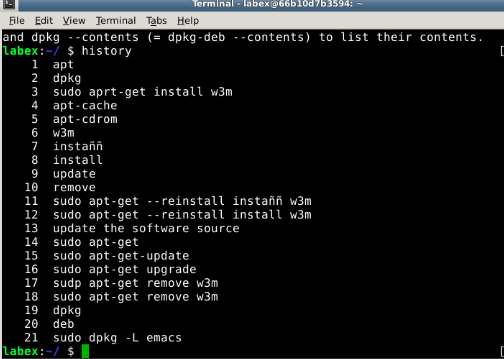 Terminal - labex@66b10d7b3594: ~
File Edit View Terminal Tabs Help
and dpkg --contents (= dpkg-deb --contents) to list their contents.
labex:~/ $ history
1 apt
2 dpkg
3 sudo aprt-get install w3m
4 apt-cache
5 apt-cdrom
6 w3m
7 instaññ
8 install
9 update
10 remove
11 sudo apt-get --reinstall instaññ w3m
12 sudo apt-get --reinstall install w3m
13 update the software source
14 sudo apt-get
15 sudo apt-get-update
16 sudo apt-get upgrade
17 sudp apt-get remove w3m
18 sudo apt-get remove w3m
19 dpkg
20 deb
21 sudo dpkg -L emacs
labex:~/ $